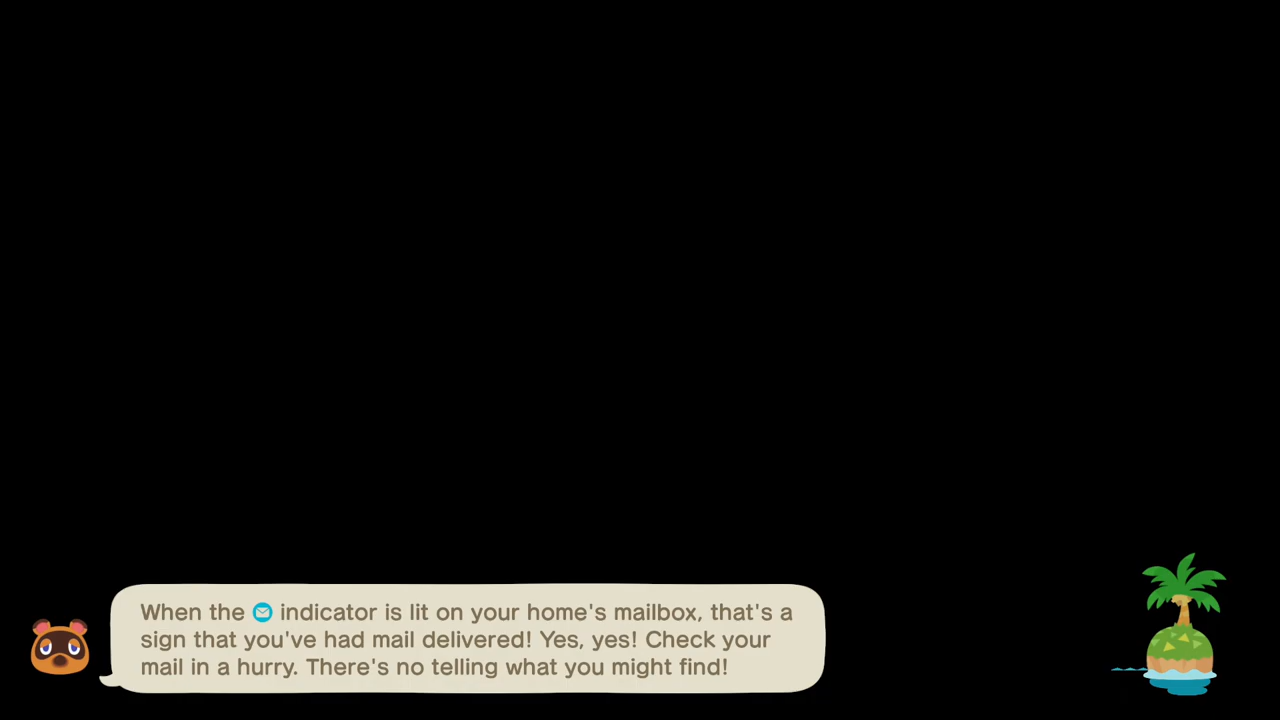 When the indicator is lit on your home's mailbox, that's a
sign that you've had mail delivered! Yes, yes! Check your
mail in a hurry. There's no telling what you might find!